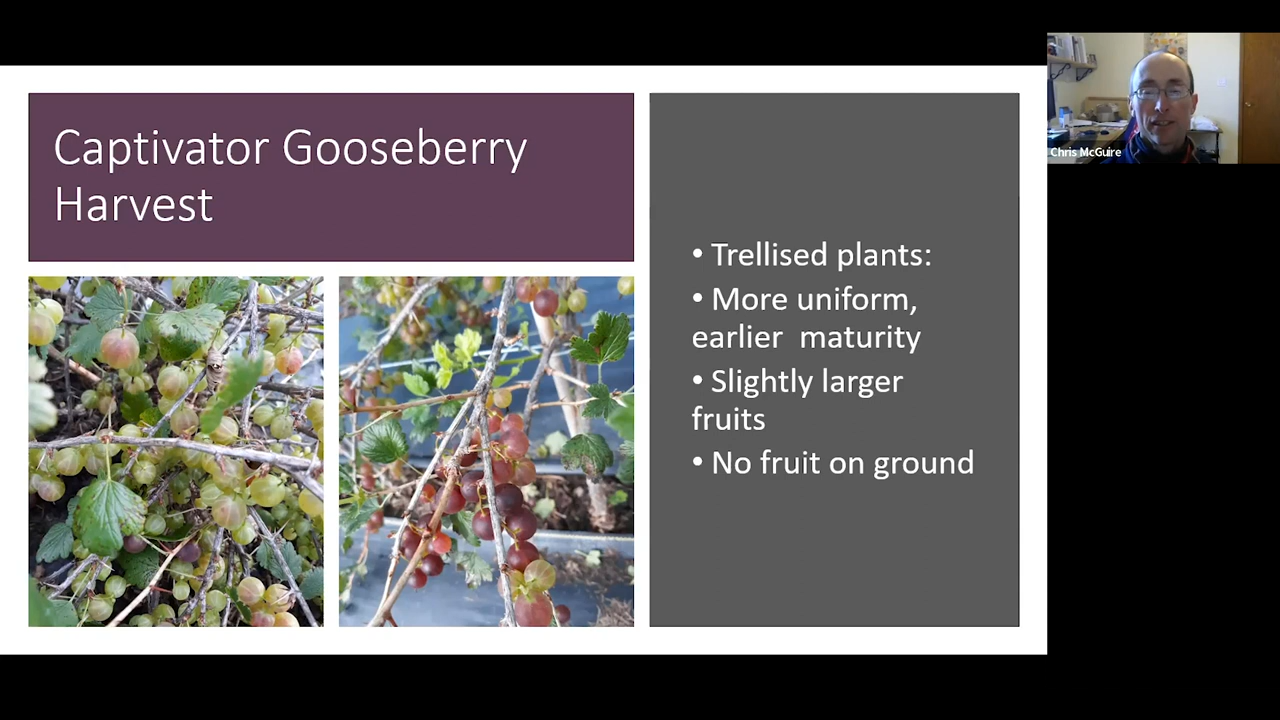 Captivator Gooseberry
Harvest
• Trellised plants:
• More uniform,
earlier  maturity
• Slightly larger
fruits
• No fruit on ground
Chris McGuire